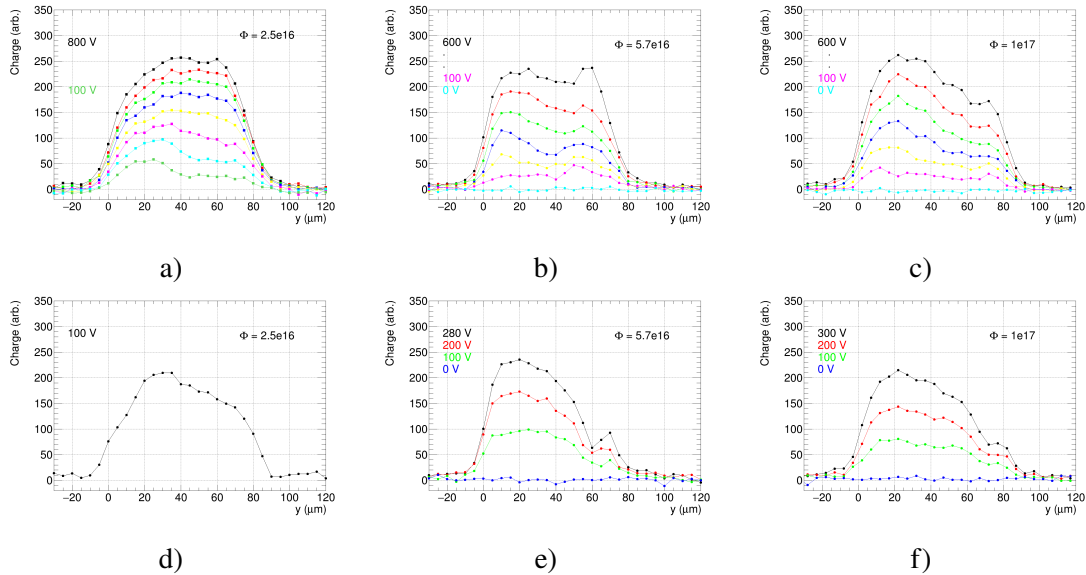 Charge (arb.)
350
300
250
200
150
100
50
0
800 V
100 V
Φ = 2.5e16
−20 0 20 40 60 80 100 120
y (μm)
a)
Charge (arb.)
350
300
250
200
150
100
50
0
600 V
.
.
100 V
0 V
Φ = 5.7e16
−20 0 20 40 60 80 100 120
y (μm)
b)
Charge (arb.)
350
300
250
200
150
100
50
0
600 V
.
.
100 V
0 V
Φ = 1e17
−20 0 20 40 60 80 100 120
y (μm)
c)
Charge (arb.)
350
300
250
200
150
100
50
0
100 V
Φ = 2.5e16
−20 0 20 40 60 80 100 120
y (μm)
d)
Charge (arb.)
350
300
250
200
150
100
50
0
280 V
200 V
100 V
0 V
Φ = 5.7e16
−20 0 20 40 60 80 100 120
y (μm)
e)
Charge (arb.)
350
300
250
200
150
100
50
0
300 V
200 V
100 V
0 V
Φ = 1e17
−20 0 20 40 60 80 100 120
y (μm)
f)